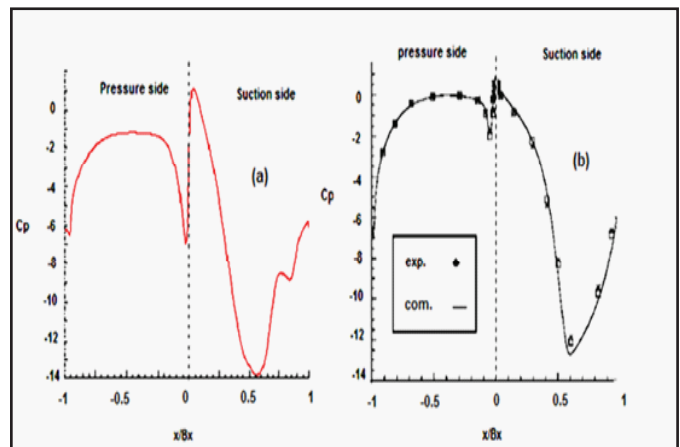 Pressure side
Suction side
0
-2
-4
-6
-8
-10
-12
-14
Cp
(a)
-1
-0.5
0
0.5
1
x/Bx
pressure side
Suction side
0
-2
-4
-6
-8
-10
-12
-14
Cp
(b)
exp.
com.
-1
-0.5
0
0.5
1
x/Bx